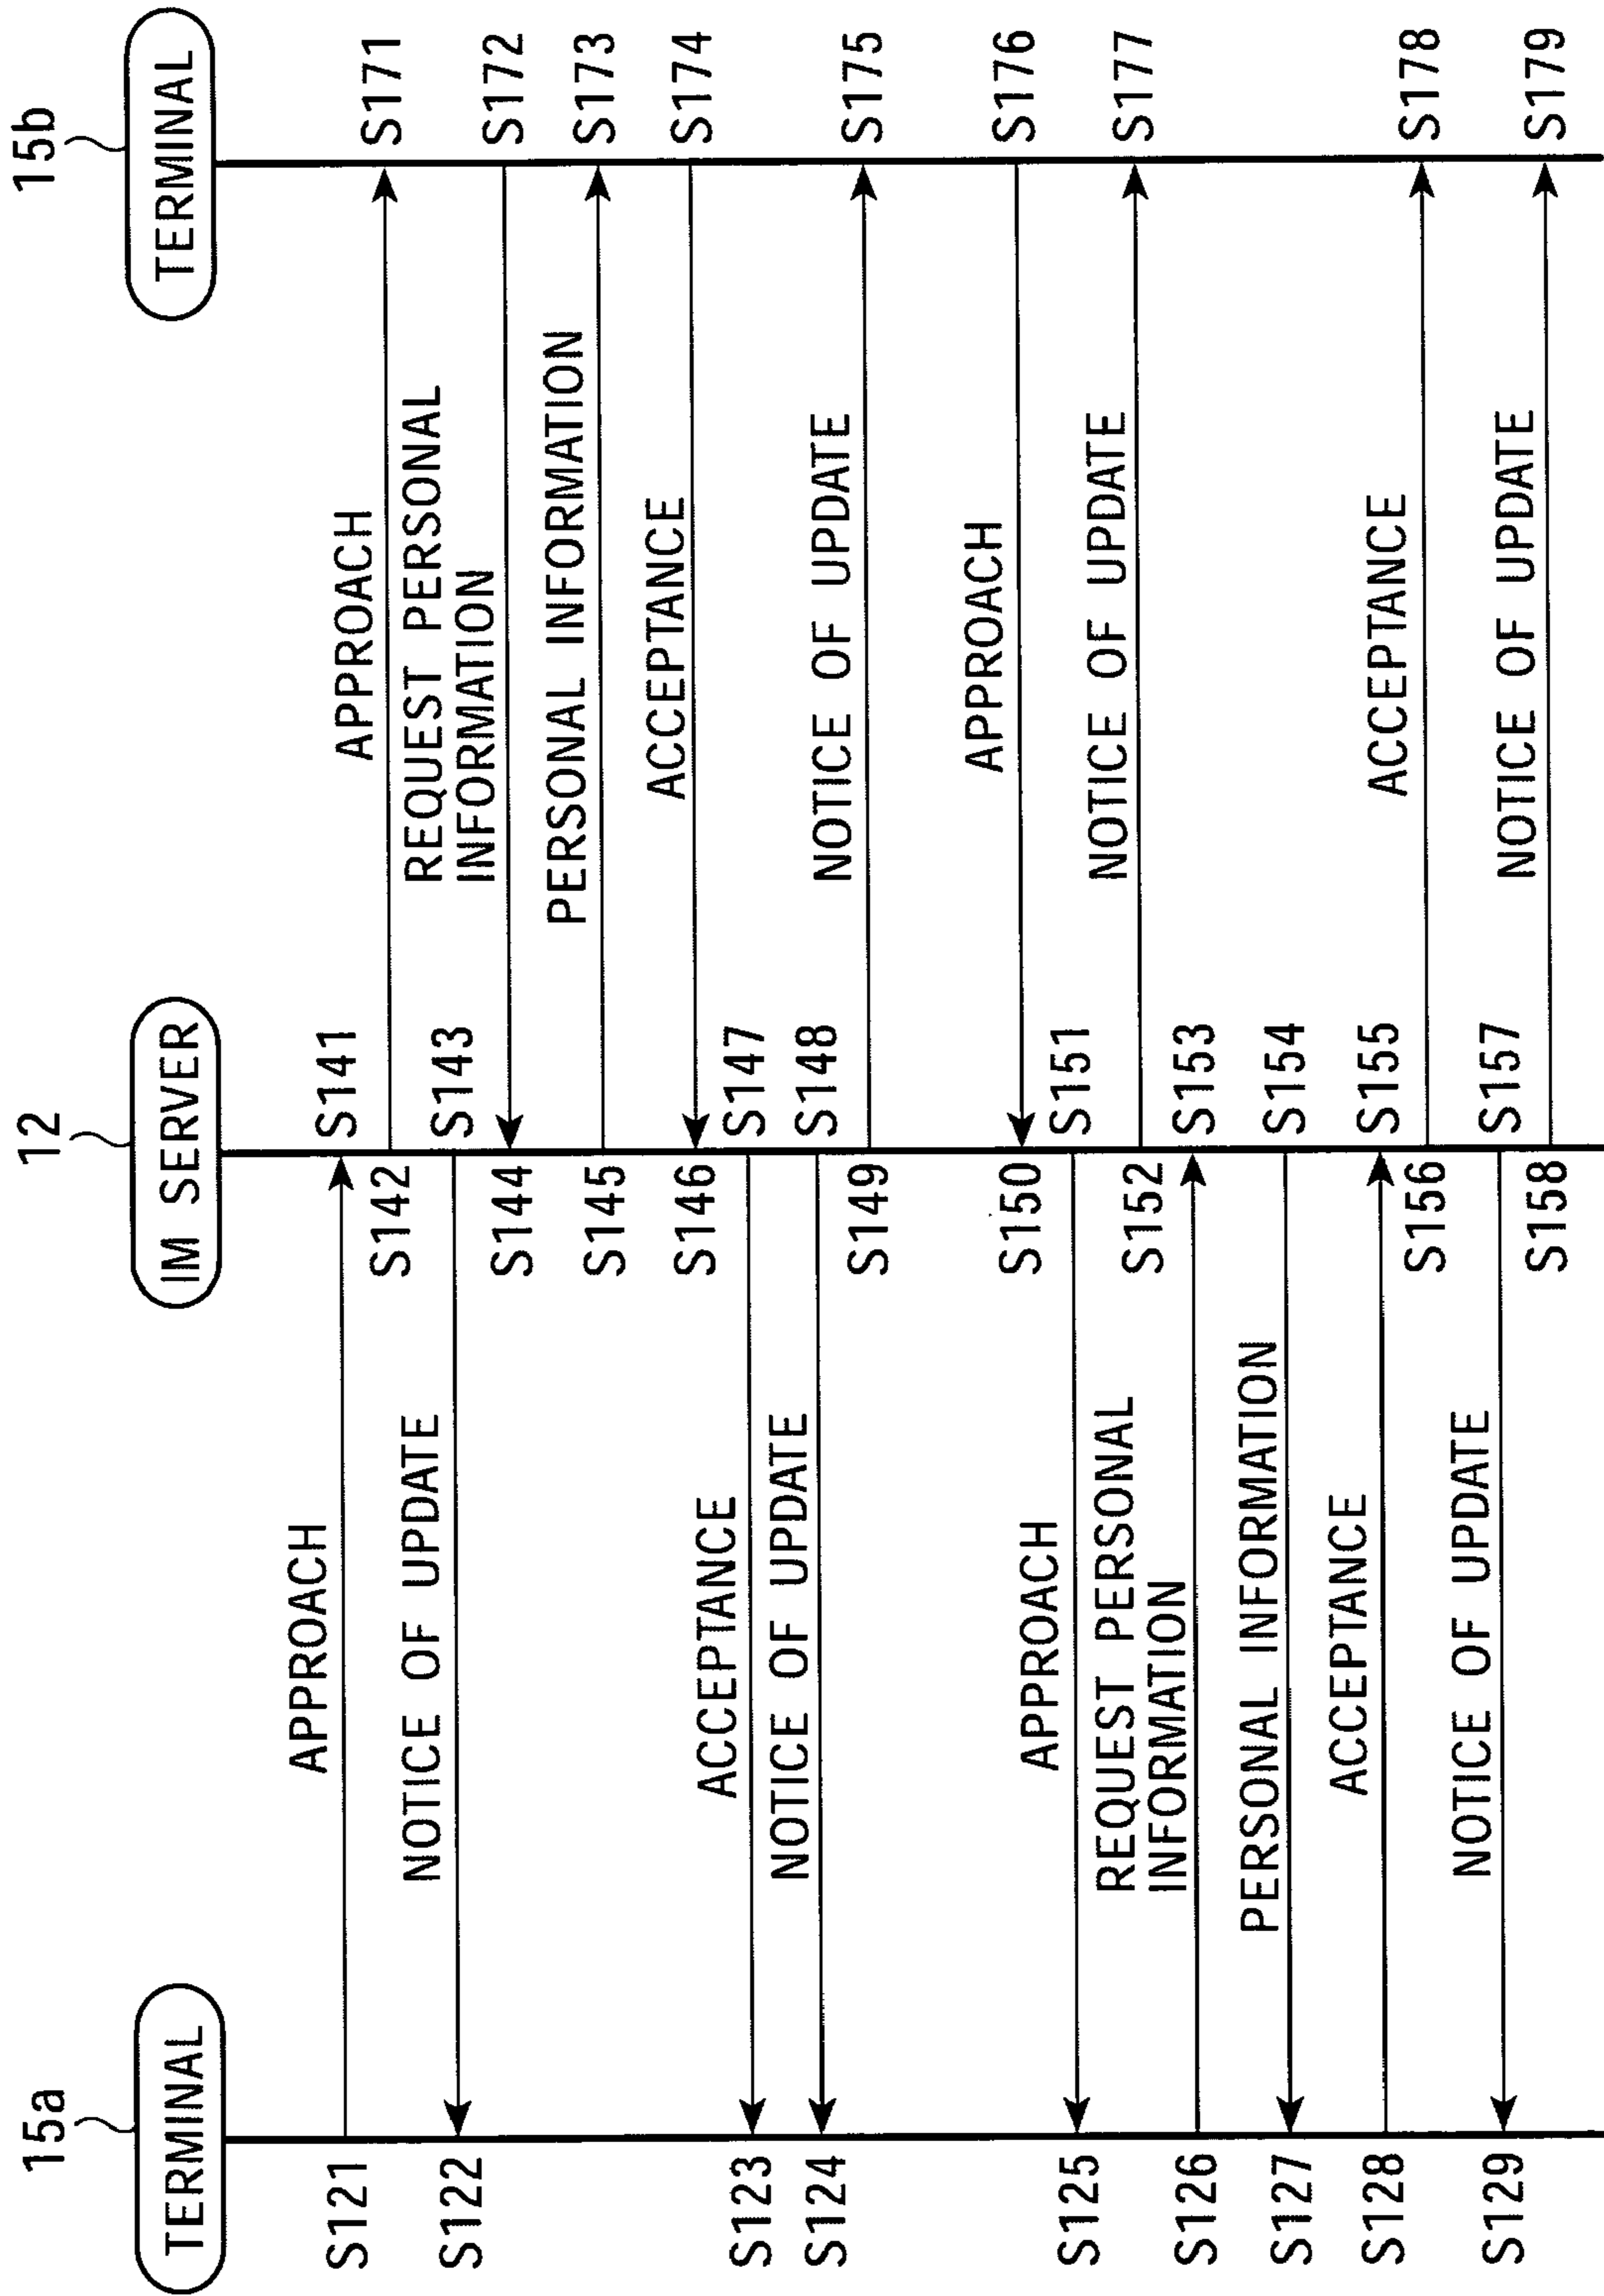 15a
12
15b
TERMINAL
IM SERVER
TERMINAL
S121
APPROACH
S141
S142
APPROACH
S171
S122
NOTICE OF UPDATE
S143
S144
REQUEST PERSONAL
INFORMATION
S172
S145
PERSONAL INFORMATION
S173
S146
ACCEPTANCE
S174
S123
ACCEPTANCE
S147
S124
NOTICE OF UPDATE
S148
S149
NOTICE OF UPDATE
S175
S150
APPROACH
S176
S125
APPROACH
S151
S152
NOTICE OF UPDATE
S177
S126
REQUEST PERSONAL
INFORMATION
S153
S127
PERSONAL INFORMATION
S154
S128
ACCEPTANCE
S155
S156
ACCEPTANCE
S178
S129
NOTICE OF UPDATE
S157
S158
NOTICE OF UPDATE
S179